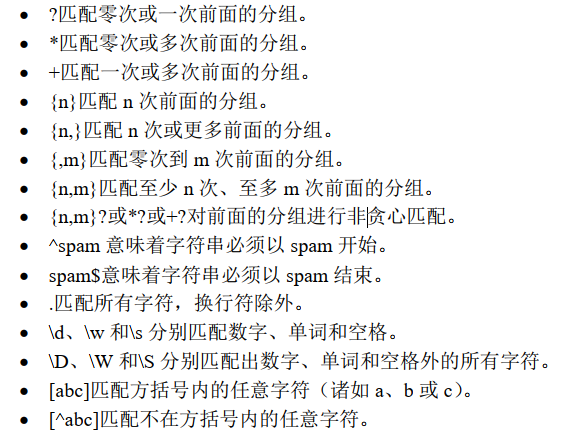 • ?匹配零次或一次前面的分组。
• *匹配零次或多次前面的分组。
• +匹配一次或多次前面的分组。
• {n}匹配 n 次前面的分组。
• {n,}匹配 n 次或更多前面的分组。
• {,m}匹配零次到 m 次前面的分组。
• {n,m}匹配至少 n 次、至多 m 次前面的分组。
• {n,m}?或*?或+?对前面的分组进行非贪心匹配。
• ^spam 意味着字符串必须以 spam 开始。
• spam$意味着字符串必须以 spam 结束。
• .匹配所有字符，换行符除外。
• \d、\w 和\s 分别匹配数字、单词和空格。
• \D、\W 和\S 分别匹配出数字、单词和空格外的所有字符。
• [abc]匹配方括号内的任意字符（诸如 a、b 或 c）。
• [^abc]匹配不在方括号内的任意字符。